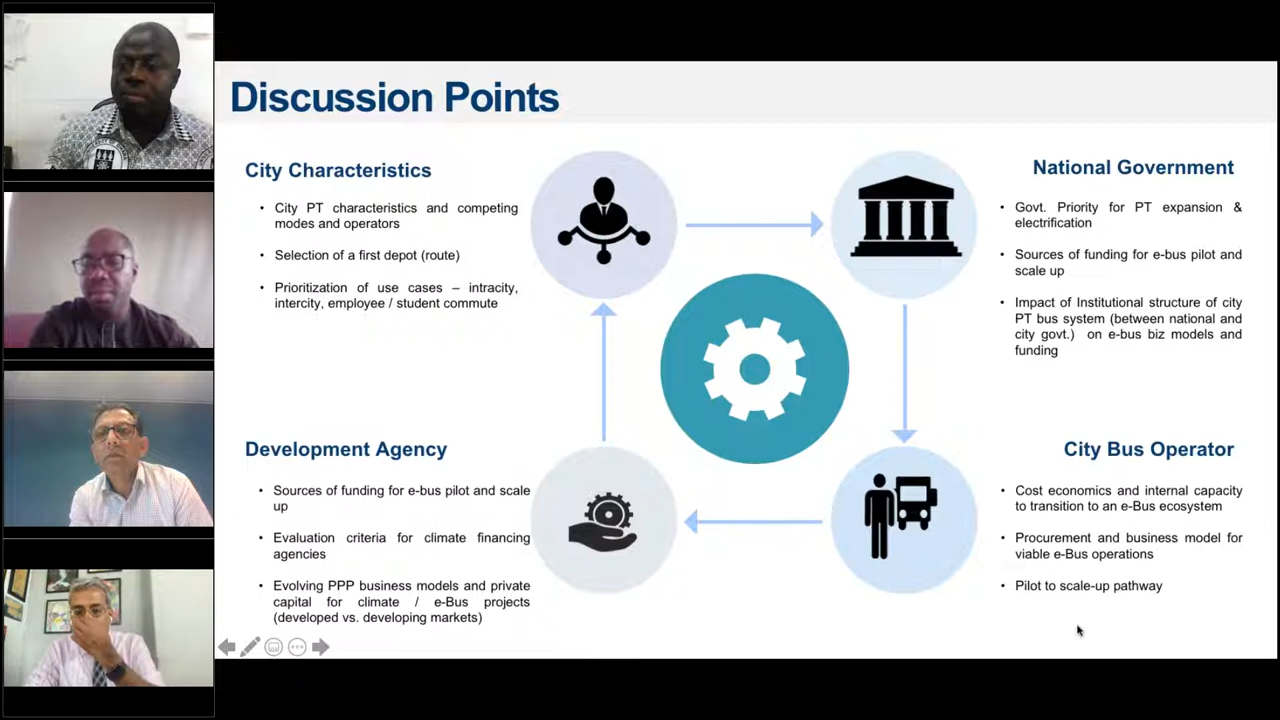 Discussion Points
City Characteristics
• City PT characteristics and competing
modes and operators
• Selection of a first depot (route)
• Prioritization of use cases – intracity,
intercity, employee / student commute
National Government
• Govt. Priority for PT expansion &
electrification
• Sources of funding for e-bus pilot and
scale up
• Impact of Institutional structure of city
PT bus system (between national and
city govt.) on e-bus biz models and
funding
Development Agency
• Sources of funding for e-bus pilot and scale
up
• Evaluation criteria for climate financing
agencies
• Evolving PPP business models and private
capital for climate / e-Bus projects
(developed vs. developing markets)
City Bus Operator
• Cost economics and internal capacity
to transition to an e-Bus ecosystem
• Procurement and business model for
viable e-Bus operations
• Pilot to scale-up pathway